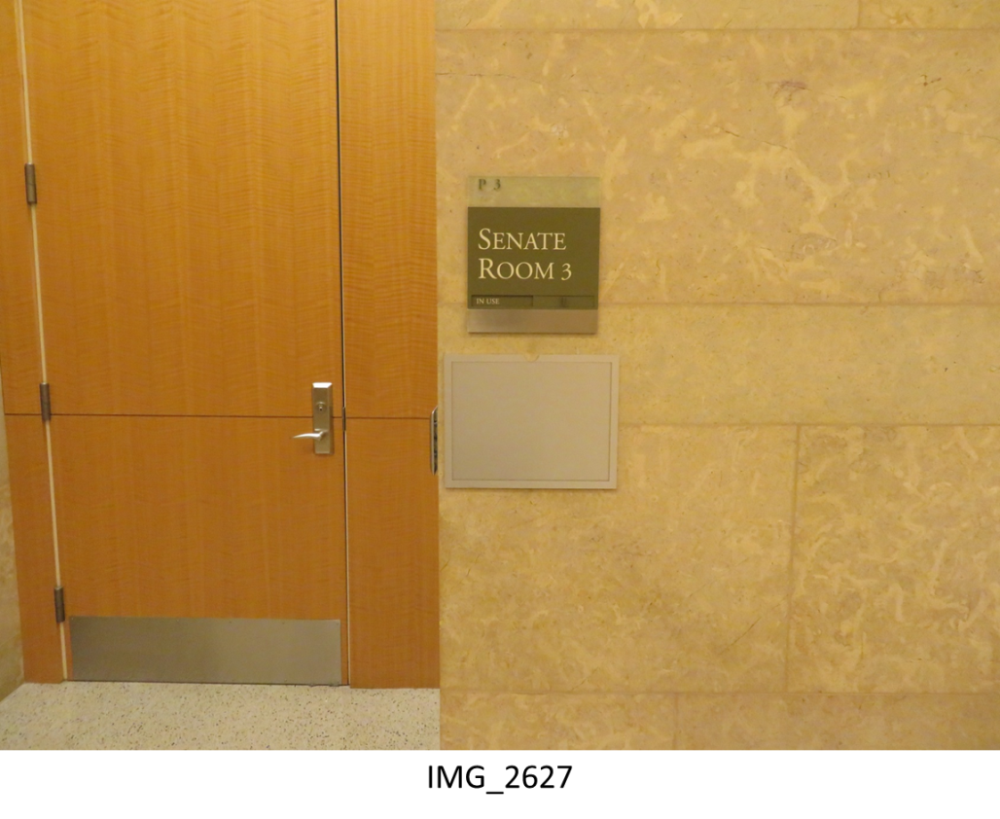 P 3
SENATE
ROOM 3
IN USE
IMG_2627